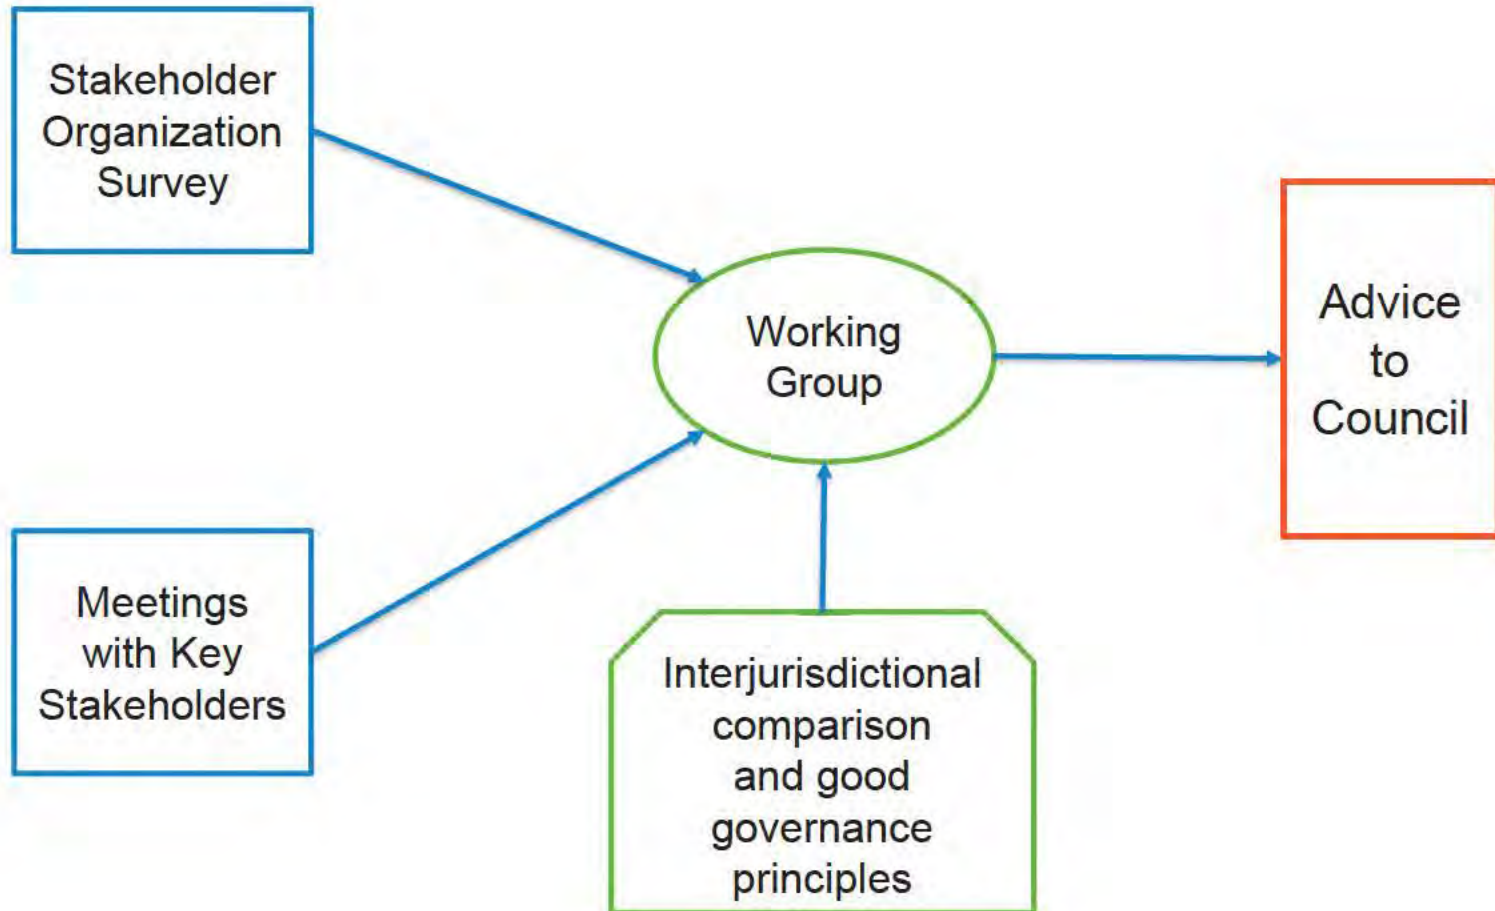 Stakeholder
Organization
Survey
Working
Group
Advice
to
Council
Meetings
with Key
Stakeholders
Interjurisdictional
comparison
and good
governance
principles